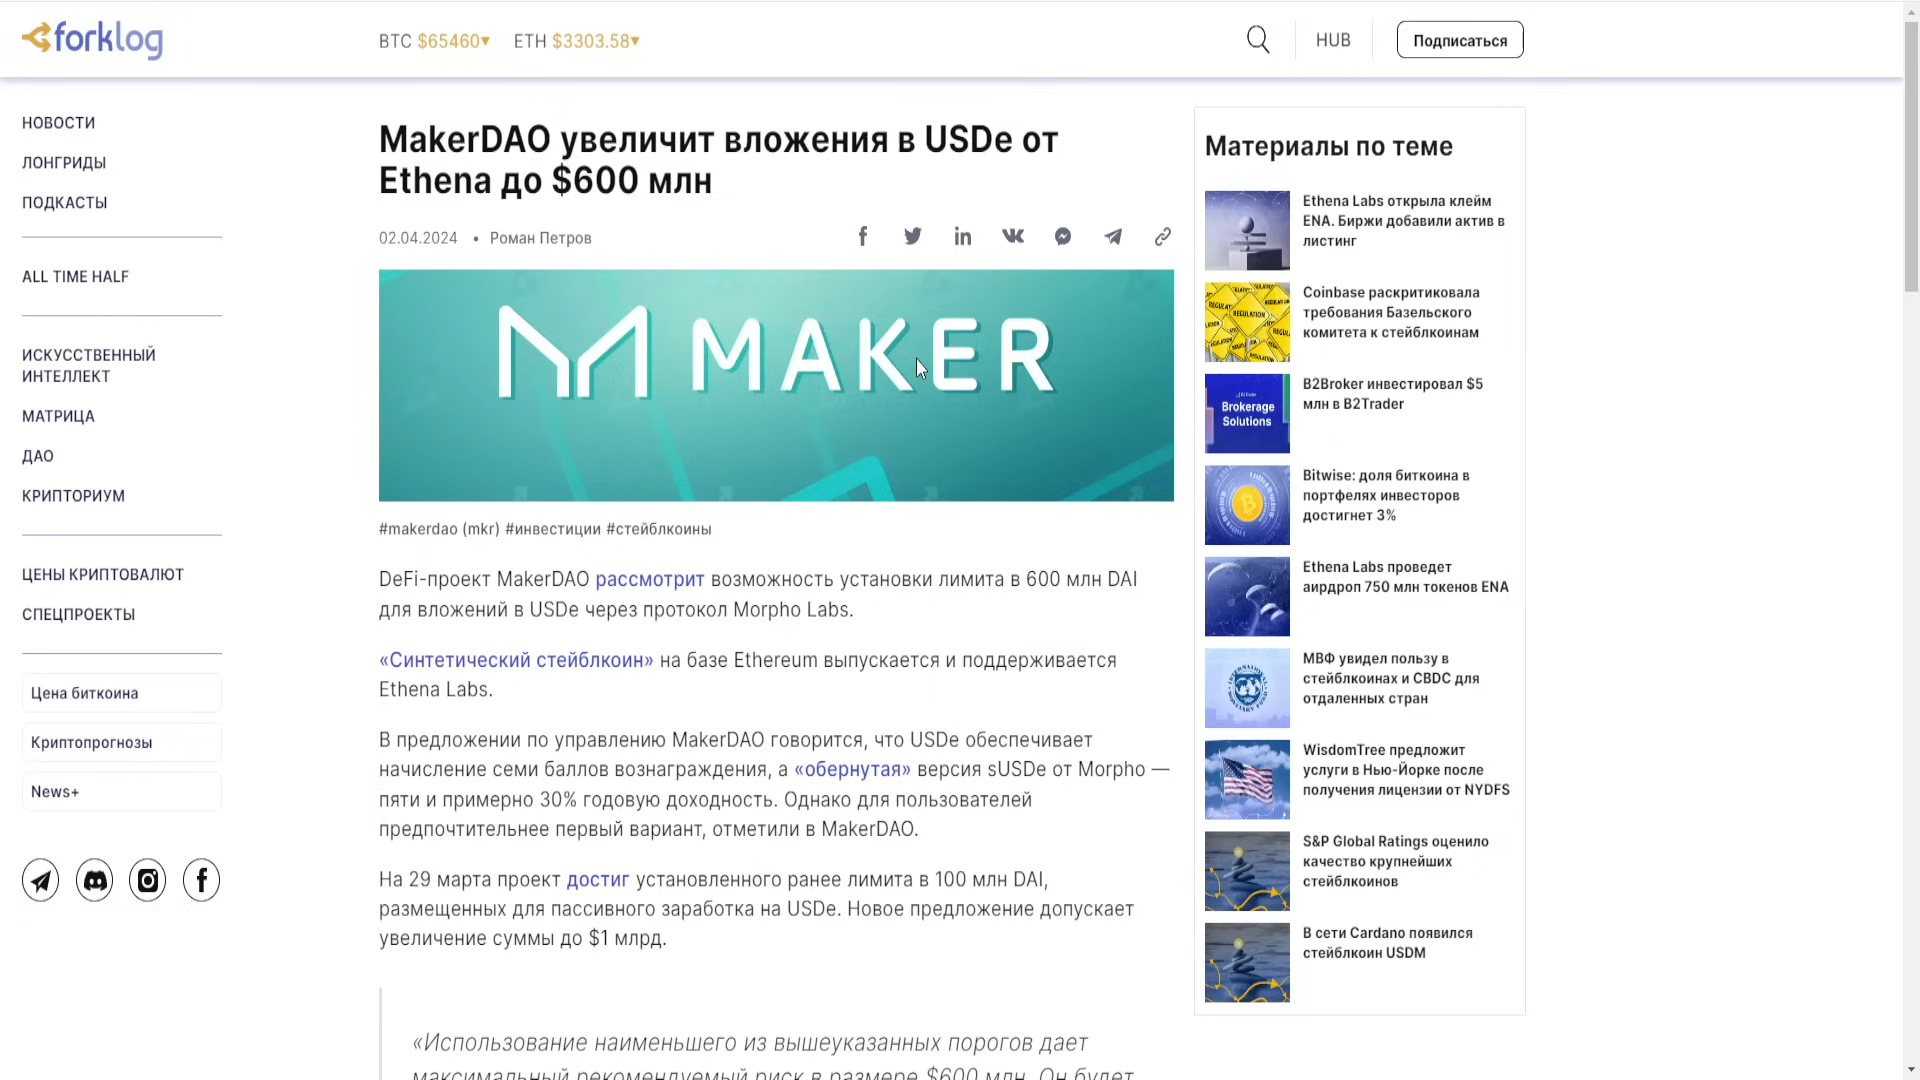 forklog
BTC $65460▼ ETH $3303.58▼
HUB
Подписаться
НОВОСТИ
ЛОНГРИДЫ
ПОДКАСТЫ
ALL TIME HALF
ИСКУССТВЕННЫЙ
ИНТЕЛЛЕКТ
МАТРИЦА
ДАО
КРИПТОРИУМ
ЦЕНЫ КРИПТОВАЛЮТ
СПЕЦПРОЕКТЫ
Цена биткоина
Криптопрогнозы
News+
MakerDAO увеличит вложения в USDe от
Ethena до $600 млн
02.04.2024 • Роман Петров
MAKER
#makerdao (mkr) #инвестиции #стейблкоины
DeFi-проект MakerDAO рассмотрит возможность установки лимита в 600 млн DAI
для вложений в USDe через протокол Morpho Labs.
«Синтетический стейблкоин» на базе Ethereum выпускается и поддерживается
Ethena Labs.
В предложении по управлению MakerDAO говорится, что USDe обеспечивает
начисление семи баллов вознаграждения, а «обернутая» версия sUSDe от Morpho —
пяти и примерно 30% годовую доходность. Однако для пользователей
предпочтительнее первый вариант, отметили в MakerDAO.
На 29 марта проект достиг установленного ранее лимита в 100 млн DAI,
размещенных для пассивного заработка на USDe. Новое предложение допускает
увеличение суммы до $1 млрд.
«Использование наименьшего из вышеуказанных порогов дает
максимальный рекомендуемый риск в размере $600 млн. Он будет
Материалы по теме
Ethena Labs открыла клейм
ENA. Биржи добавили актив в
листинг
REGULATION
Coinbase раскритиковала
требования Базельского
комитета к стейблкоинам
Brokerage
Solutions
B2Broker инвестировал $5
млн в B2Trader
Bitwise: доля биткоина в
портфелях инвесторов
достигнет 3%
Ethena Labs проведет
аирдроп 750 млн токенов ENA
МВФ увидел пользу в
стейблкоинах и CBDC для
отдаленных стран
WisdomTree предложит
услуги в Нью-Йорке после
получения лицензии от NYDFS
S&P Global Ratings оценило
качество крупнейших
стейблкоинов
В сети Cardano появился
стейблкоин USDM